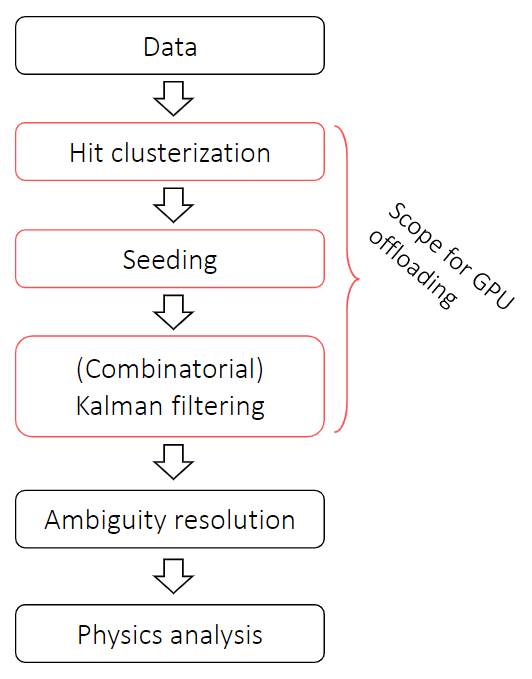 Data
Hit clusterization
Seeding
(Combinatorial)
Kalman filtering
Scope for GPU
offloading
Ambiguity resolution
Physics analysis